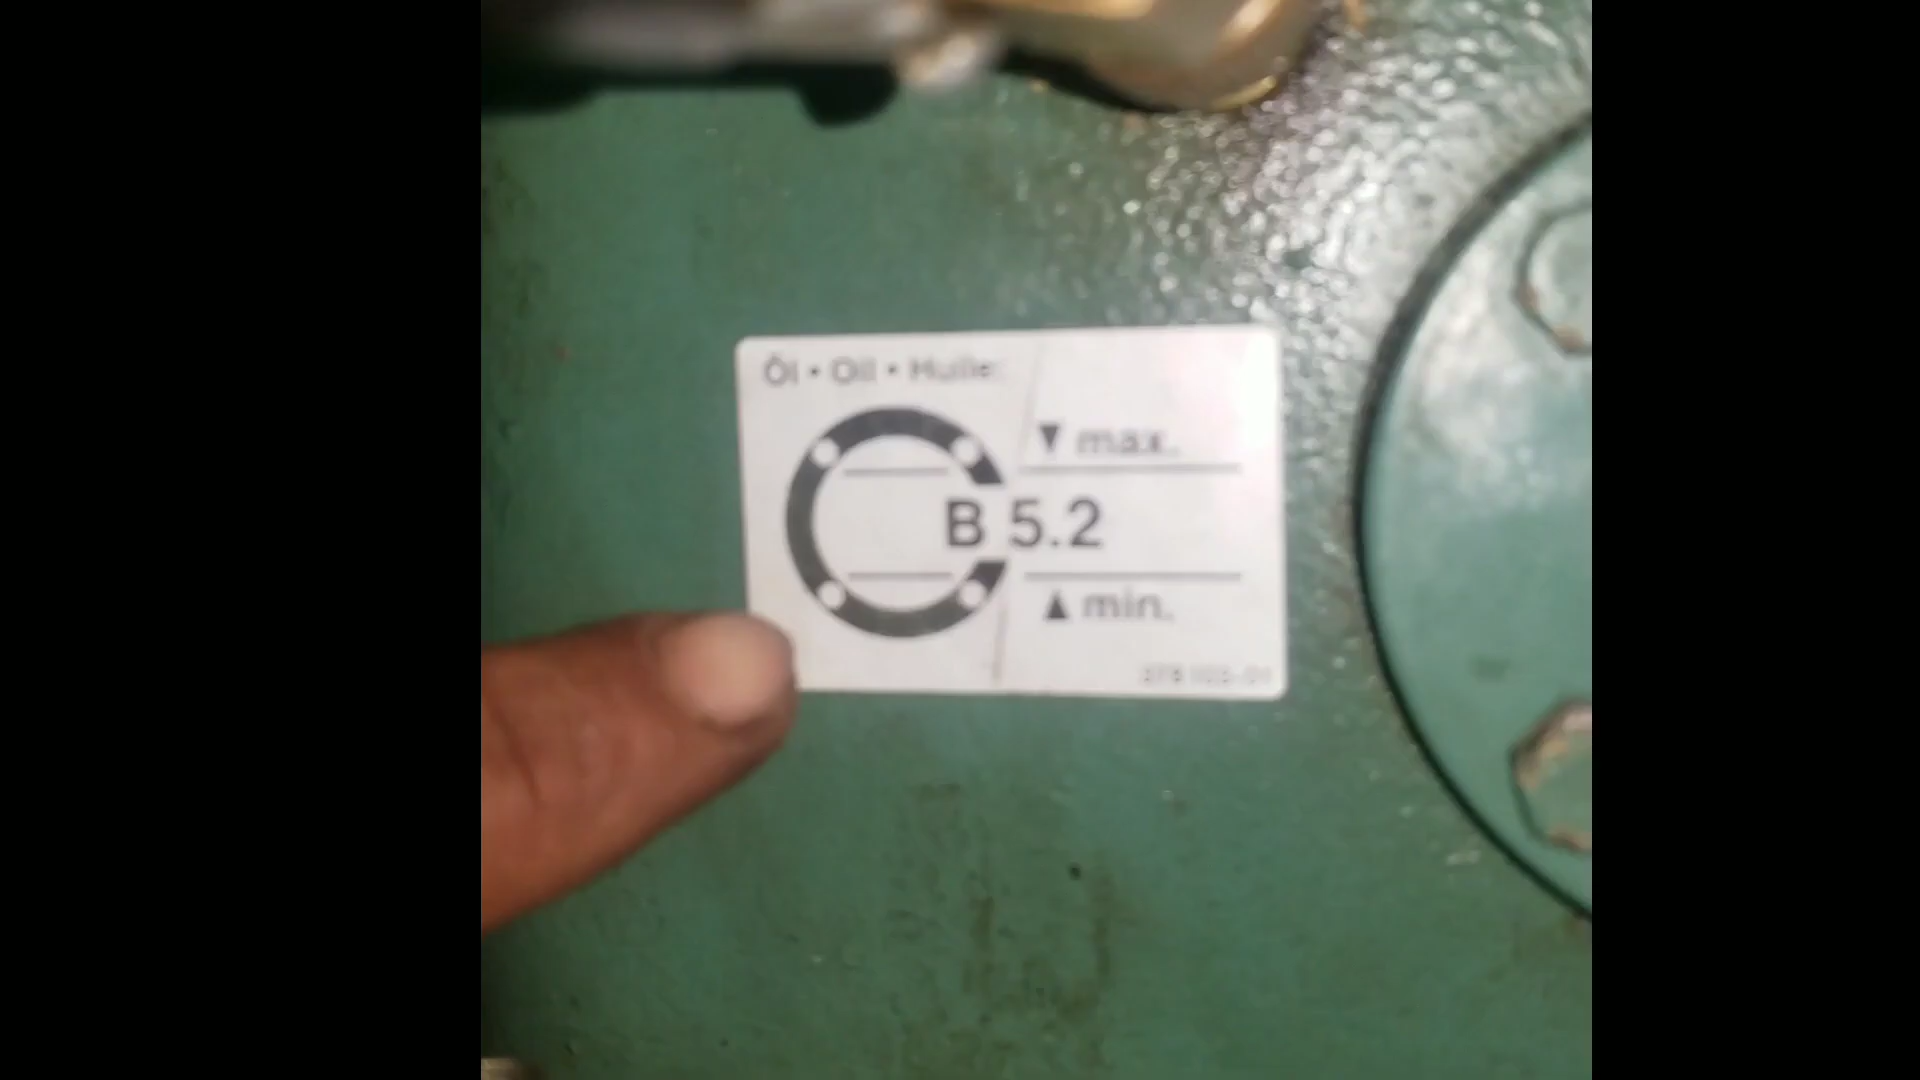 Öl • Oil • Huile:
▼ max.
B 5.2
▲ min.